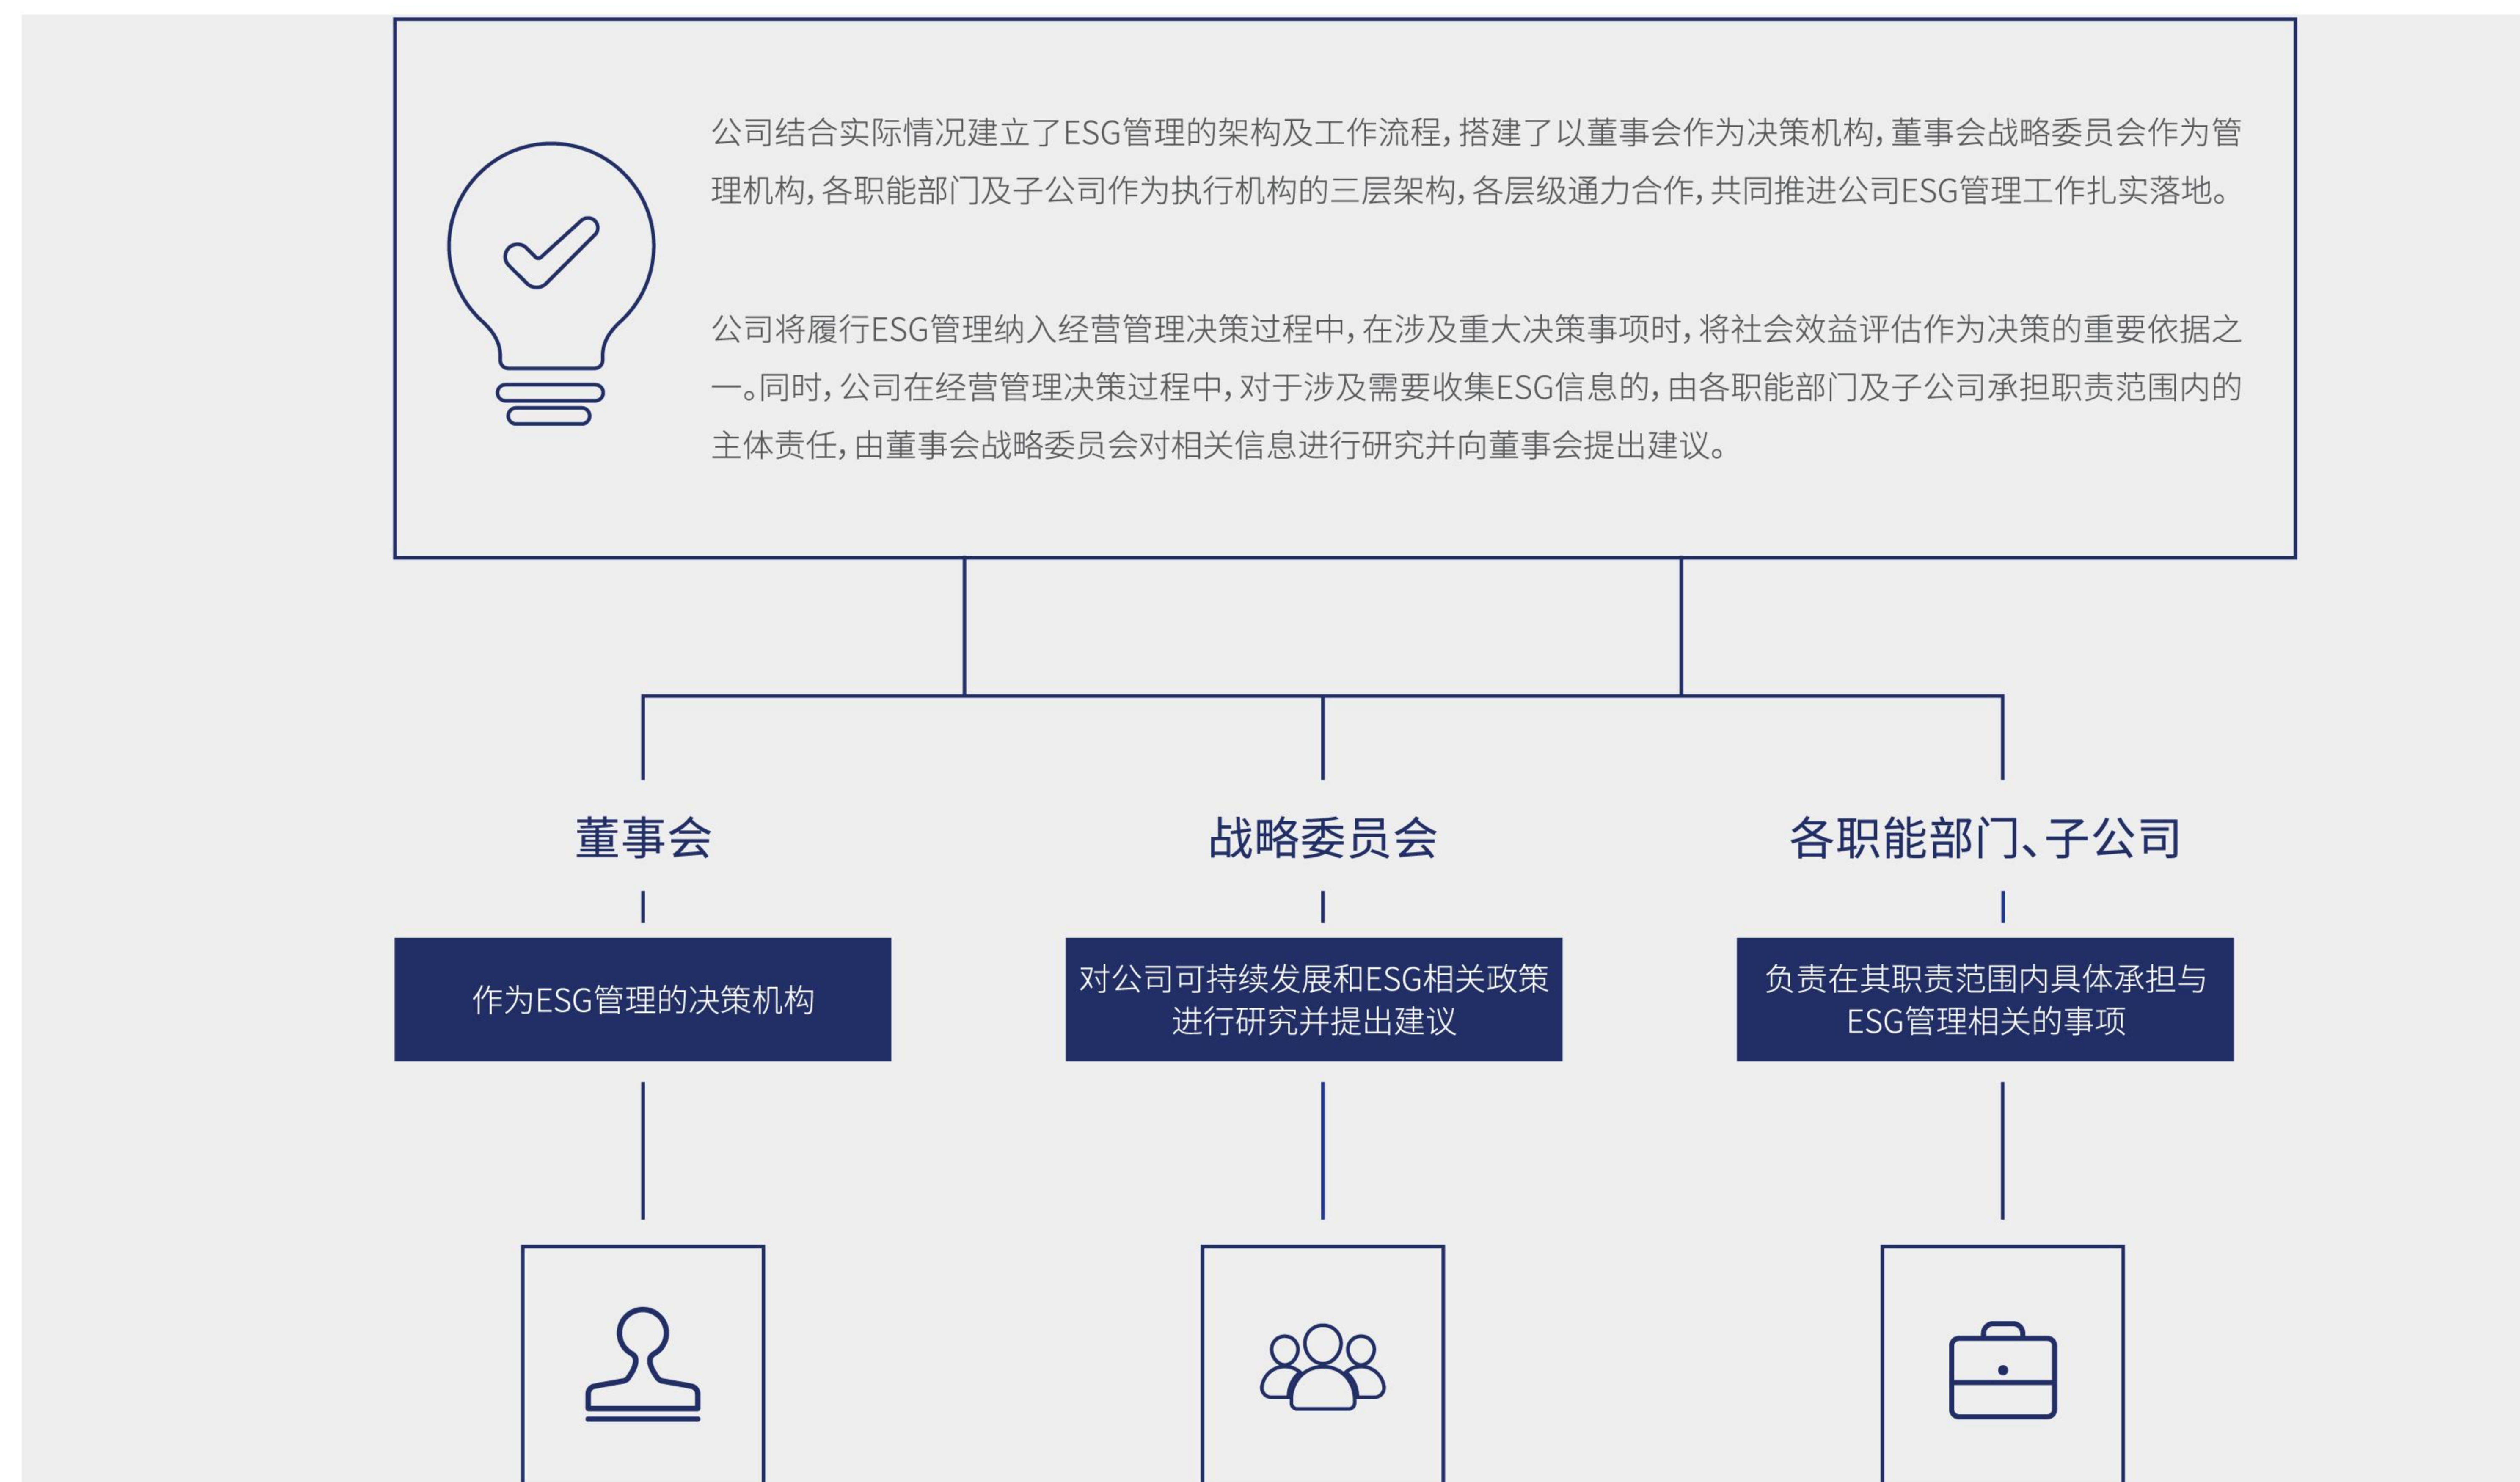 公司结合实际情况建立了ESG管理的架构及工作流程，搭建了以董事会作为决策机构，董事会战略委员会作为管
理机构，各职能部门及子公司作为执行机构的三层架构，各层级通力合作，共同推进公司ESG管理工作扎实落地。
公司将履行ESG管理纳入经营管理决策过程中，在涉及重大决策事项时，将社会效益评估作为决策的重要依据之
一。同时，公司在经营管理决策过程中，对于涉及需要收集ESG信息的，由各职能部门及子公司承担职责范围内的
主体责任，由董事会战略委员会对相关信息进行研究并向董事会提出建议。
董事会
战略委员会
各职能部门、子公司
作为ESG管理的决策机构
对公司可持续发展和ESG相关政策
进行研究并提出建议
负责在其职责范围内具体承担与
ESG管理相关的事项